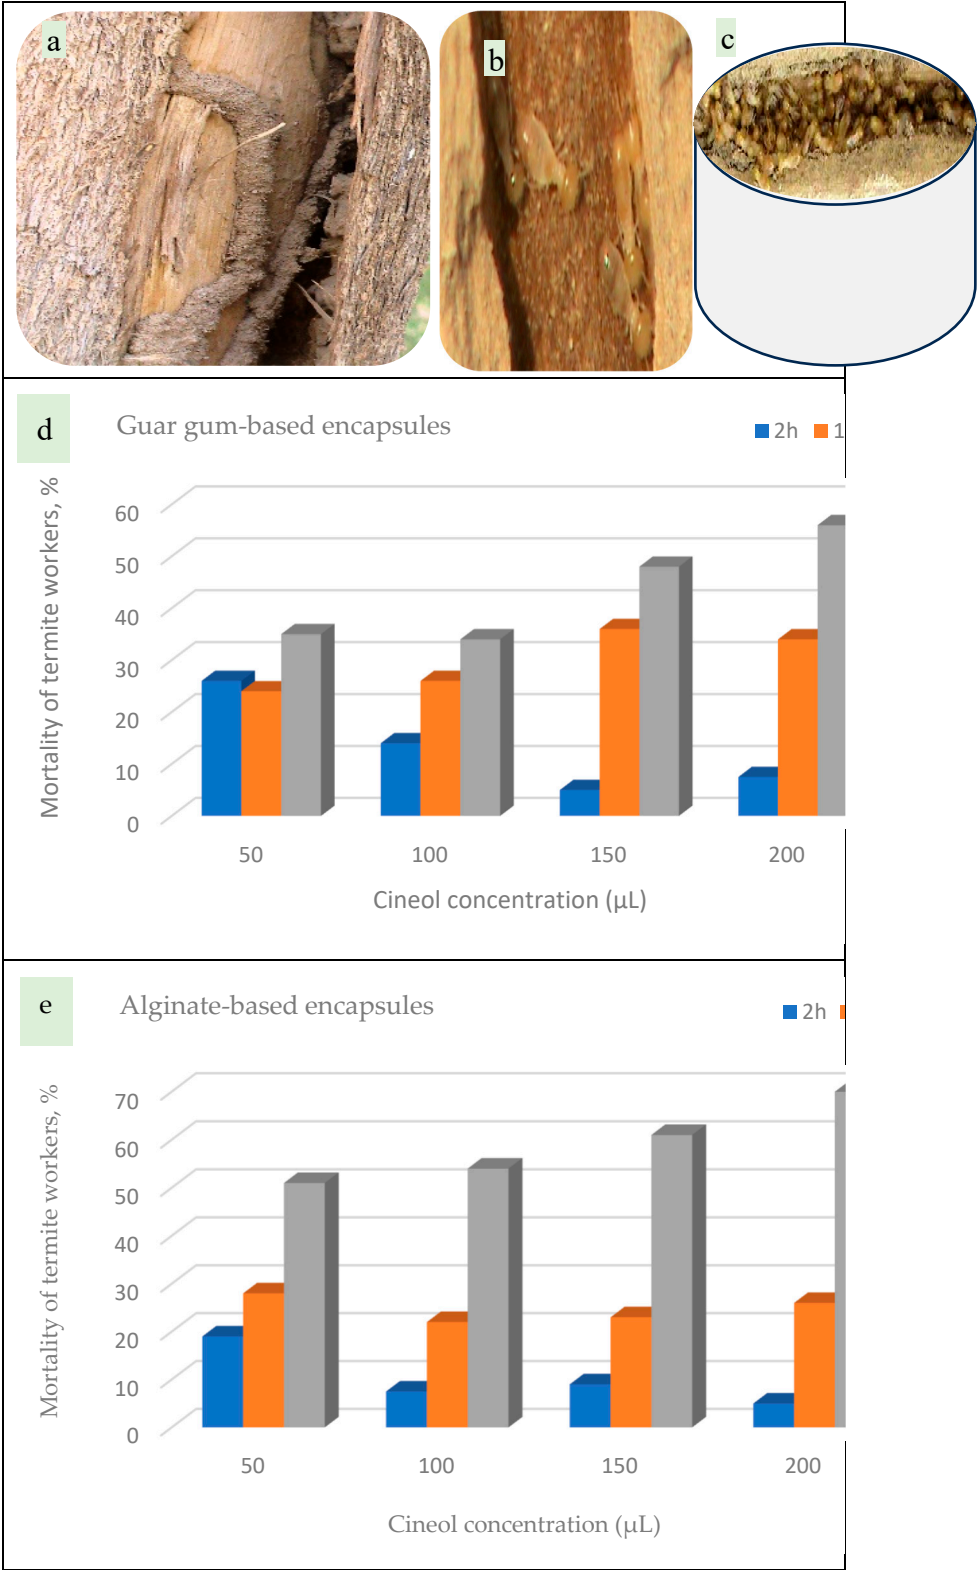 a
b
c
d
Guar gum-based encapsules
2h
1
Mortality of termite workers, %
60
50
40
30
20
10
0
50 100 150 200
Cineol concentration (µL)
e
Alginate-based encapsules
2h
Mortality of termite workers, %
70
60
50
40
30
20
10
0
50 100 150 200
Cineol concentration (µL)